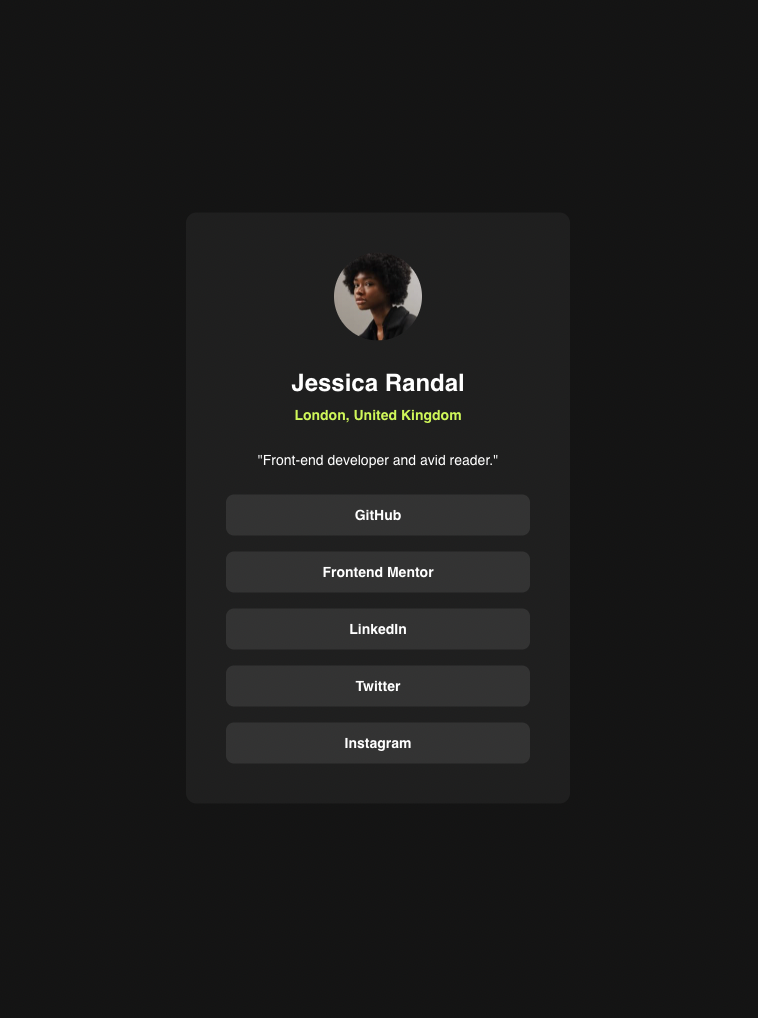 Jessica Randal
London, United Kingdom
"Front-end developer and avid reader."
GitHub
Frontend Mentor
LinkedIn
Twitter
Instagram